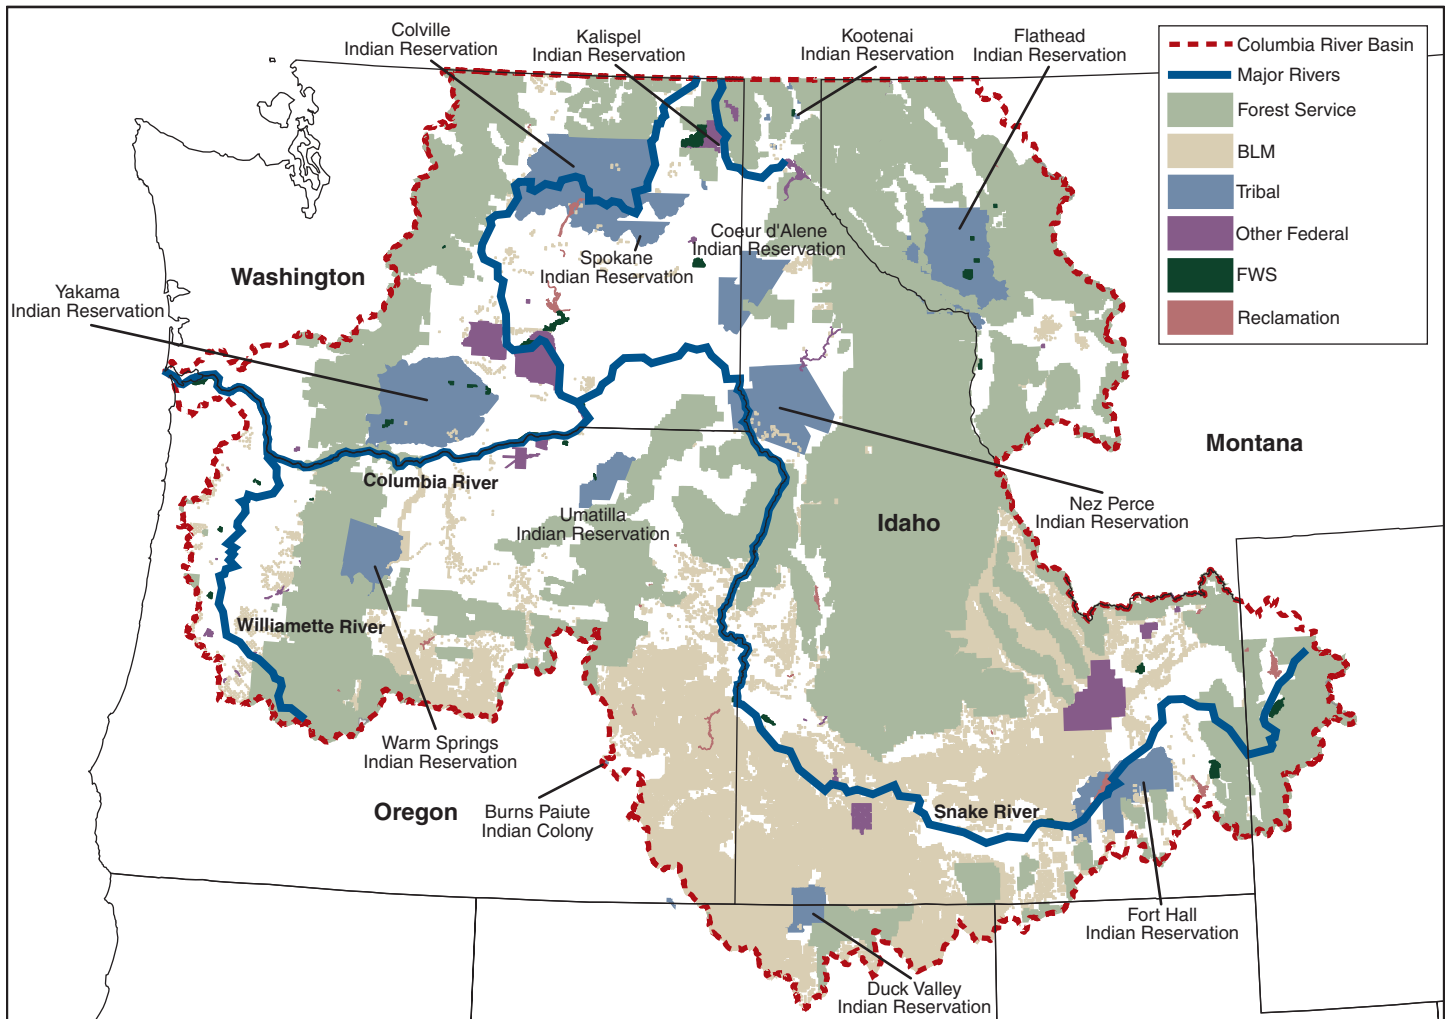 Colville
Indian Reservation
Kalispel
Indian Reservation
Kootenai
Indian Reservation
Flathead
Indian Reservation
Columbia River Basin
Major Rivers
Forest Service
BLM
Tribal
Other Federal
FWS
Reclamation
Coeur d'Alene
Indian Reservation
Spokane
Indian Reservation
Washington
Yakama
Indian Reservation
Montana
Columbia River
Nez Perce
Indian Reservation
Idaho
Umatilla
Indian Reservation
Williamette River
Warm Springs
Indian Reservation
Oregon
Burns Paiute
Indian Colony
Snake River
Fort Hall
Indian Reservation
Duck Valley
Indian Reservation